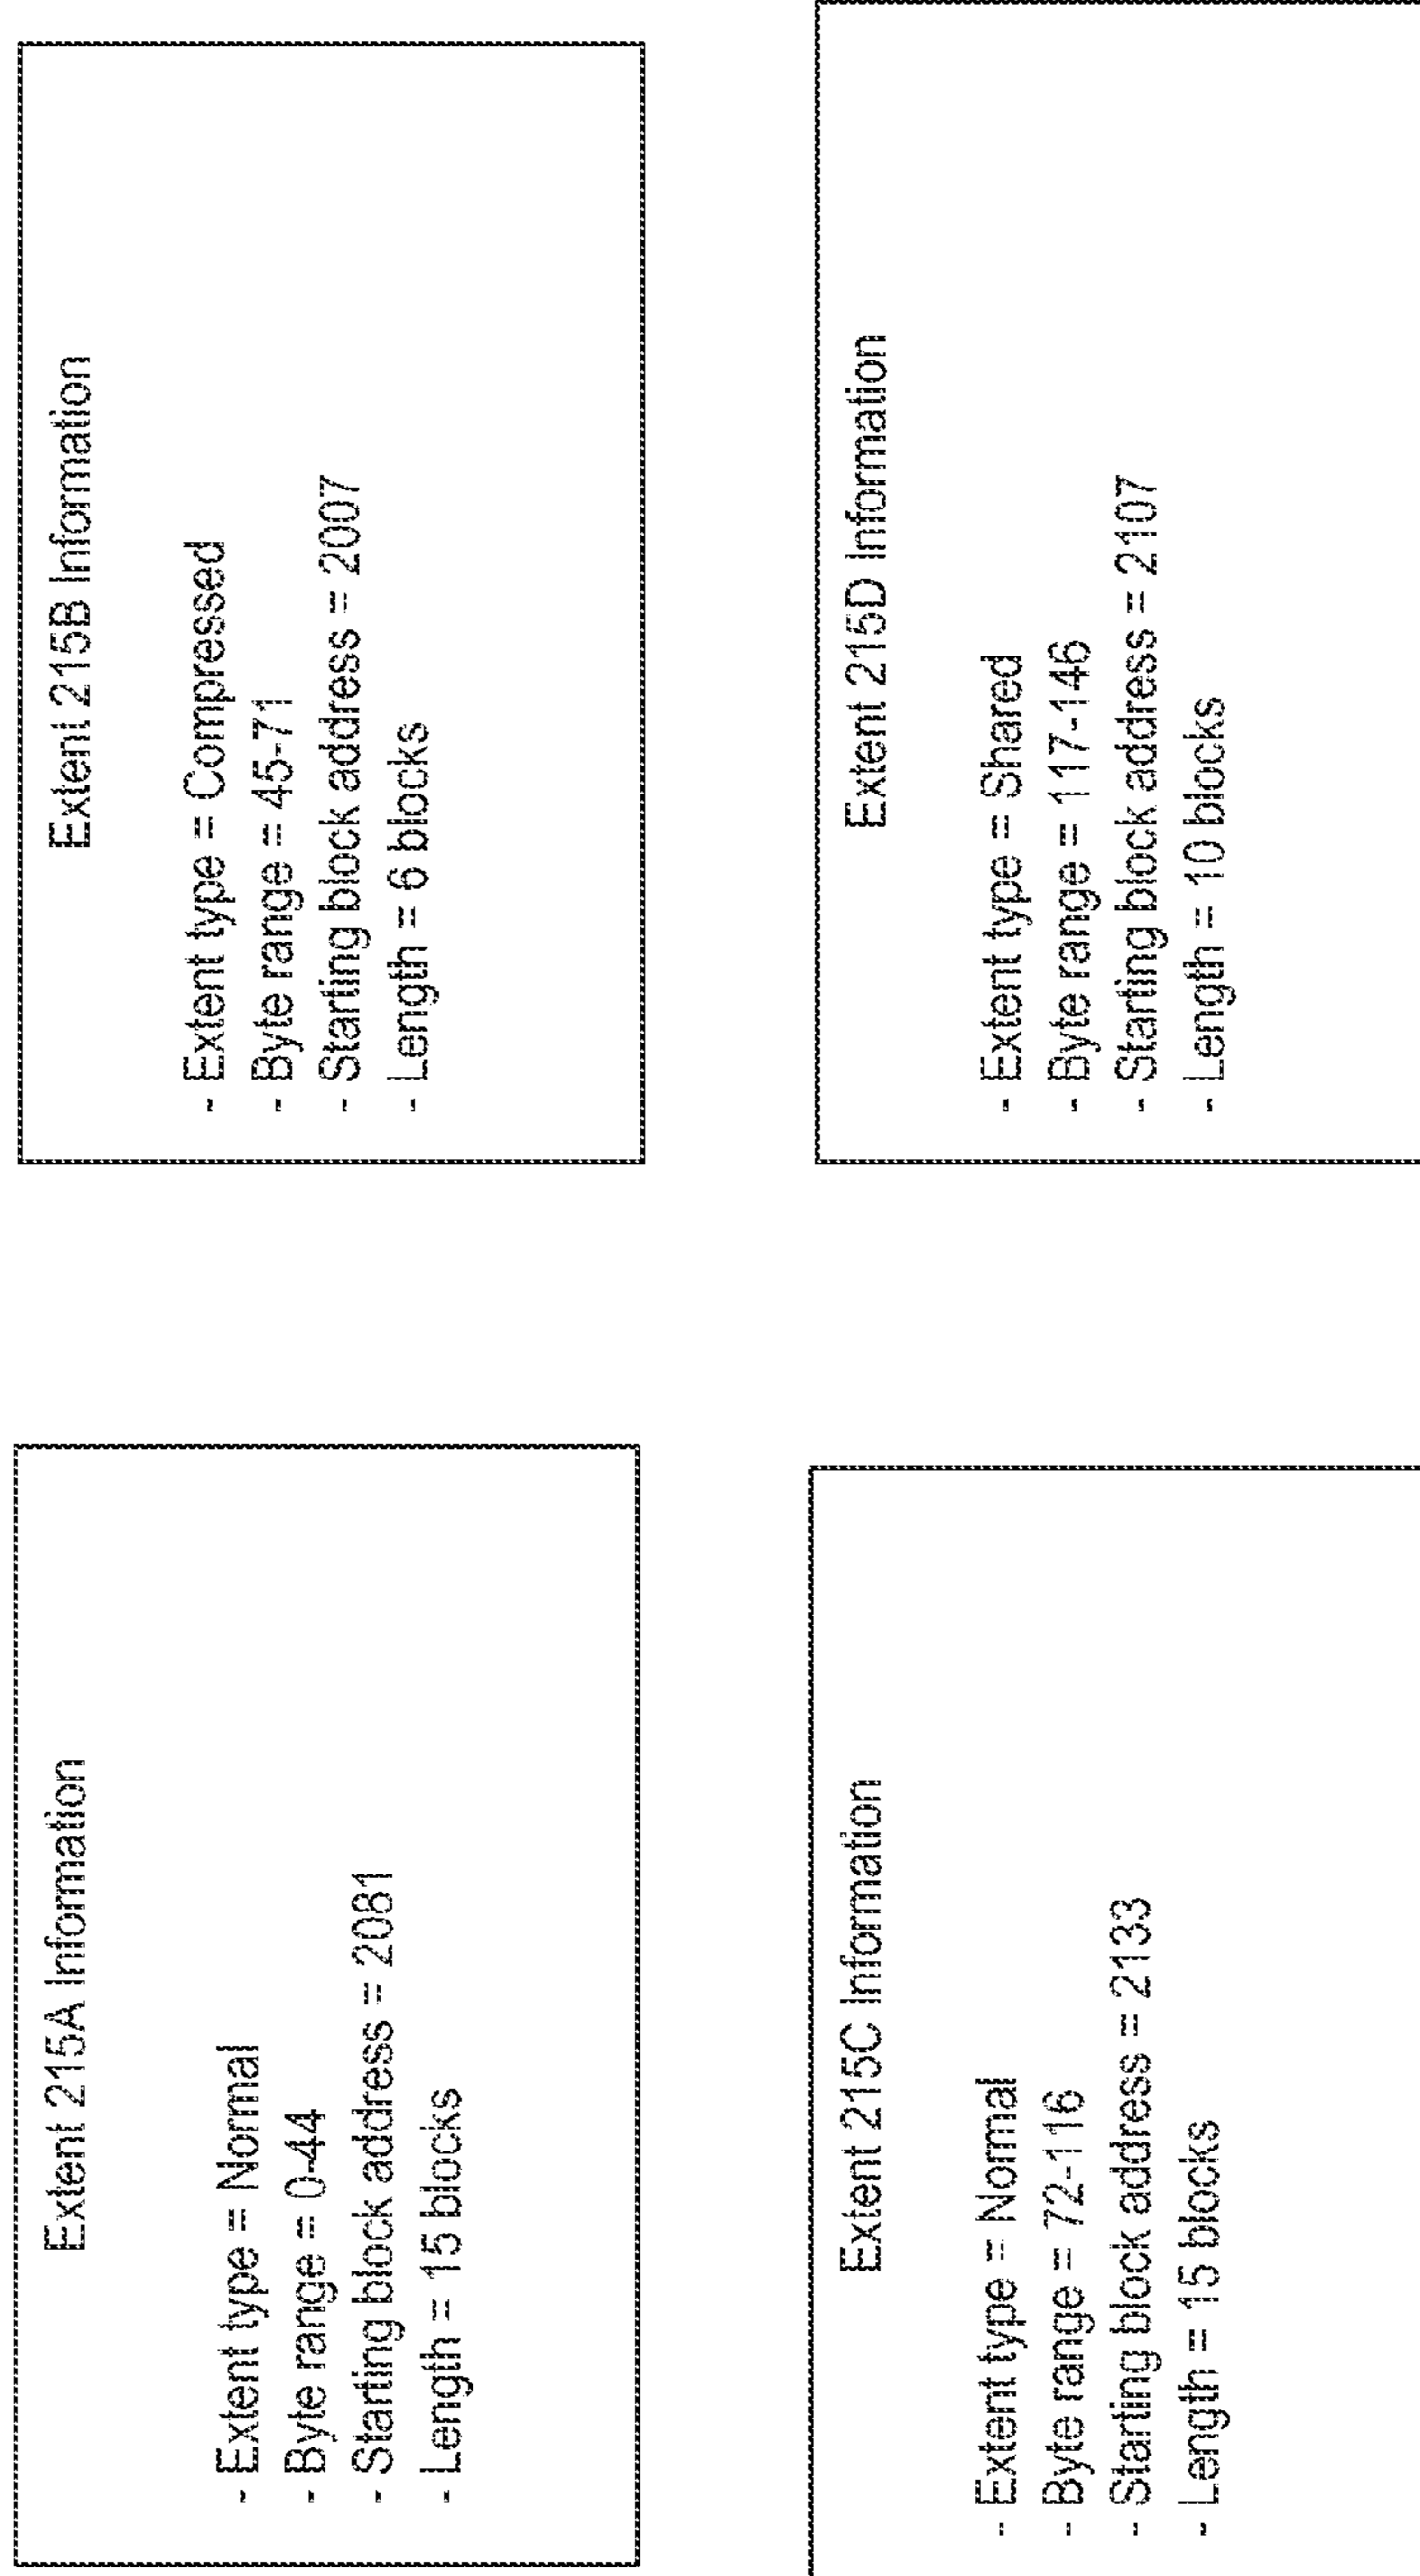 Extent 215A Information
- Extent type = Normal
- Byte range = 0-44
- Starting block address = 2081
- Length = 15 blocks
Extent 215B Information
- Extent type = Compressed
- Byte range = 45-71
- Starting block address = 2007
- Length = 6 blocks
Extent 215C Information
- Extent type = Normal
- Byte range = 72-116
- Starting block address = 2133
- Length = 15 blocks
Extent 215D Information
- Extent type = Shared
- Byte range = 117-146
- Starting block address = 2107
- Length = 10 blocks